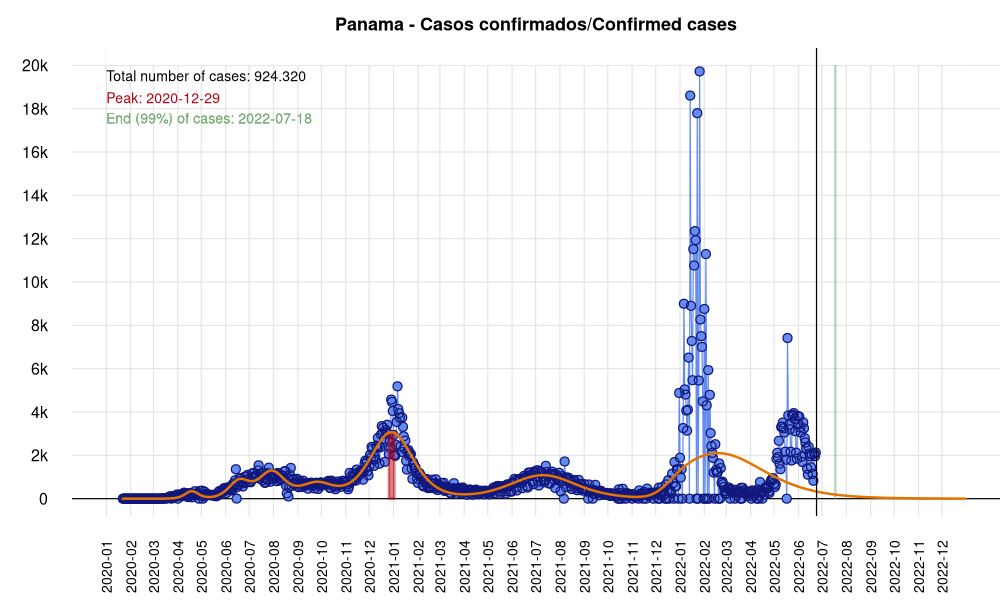 Panama - Casos confirmados/Confirmed cases
20k
Total number of cases: 924.320
Peak: 2020-12-29
18k
End (99%) of cases: 2022-07-18
16k
14k
12k
10k
8k
6k
4k
2k
0
2020-01
2020-02
2020-03
2020-04
2020-05
2020-06
2020-07
2020-08
2020-09
2020-10
2020-11
2020-12
2021-01
2021-02
2021-03
2021-04
2021-05
2021-06
2021-07
2021-08
2021-09
2021-10
2021-11
2021-12
2022-01
2022-02
2022-03
2022-04
2022-05
2022-06
2022-07
2022-08
2022-09
2022-10
2022-11
2022-12